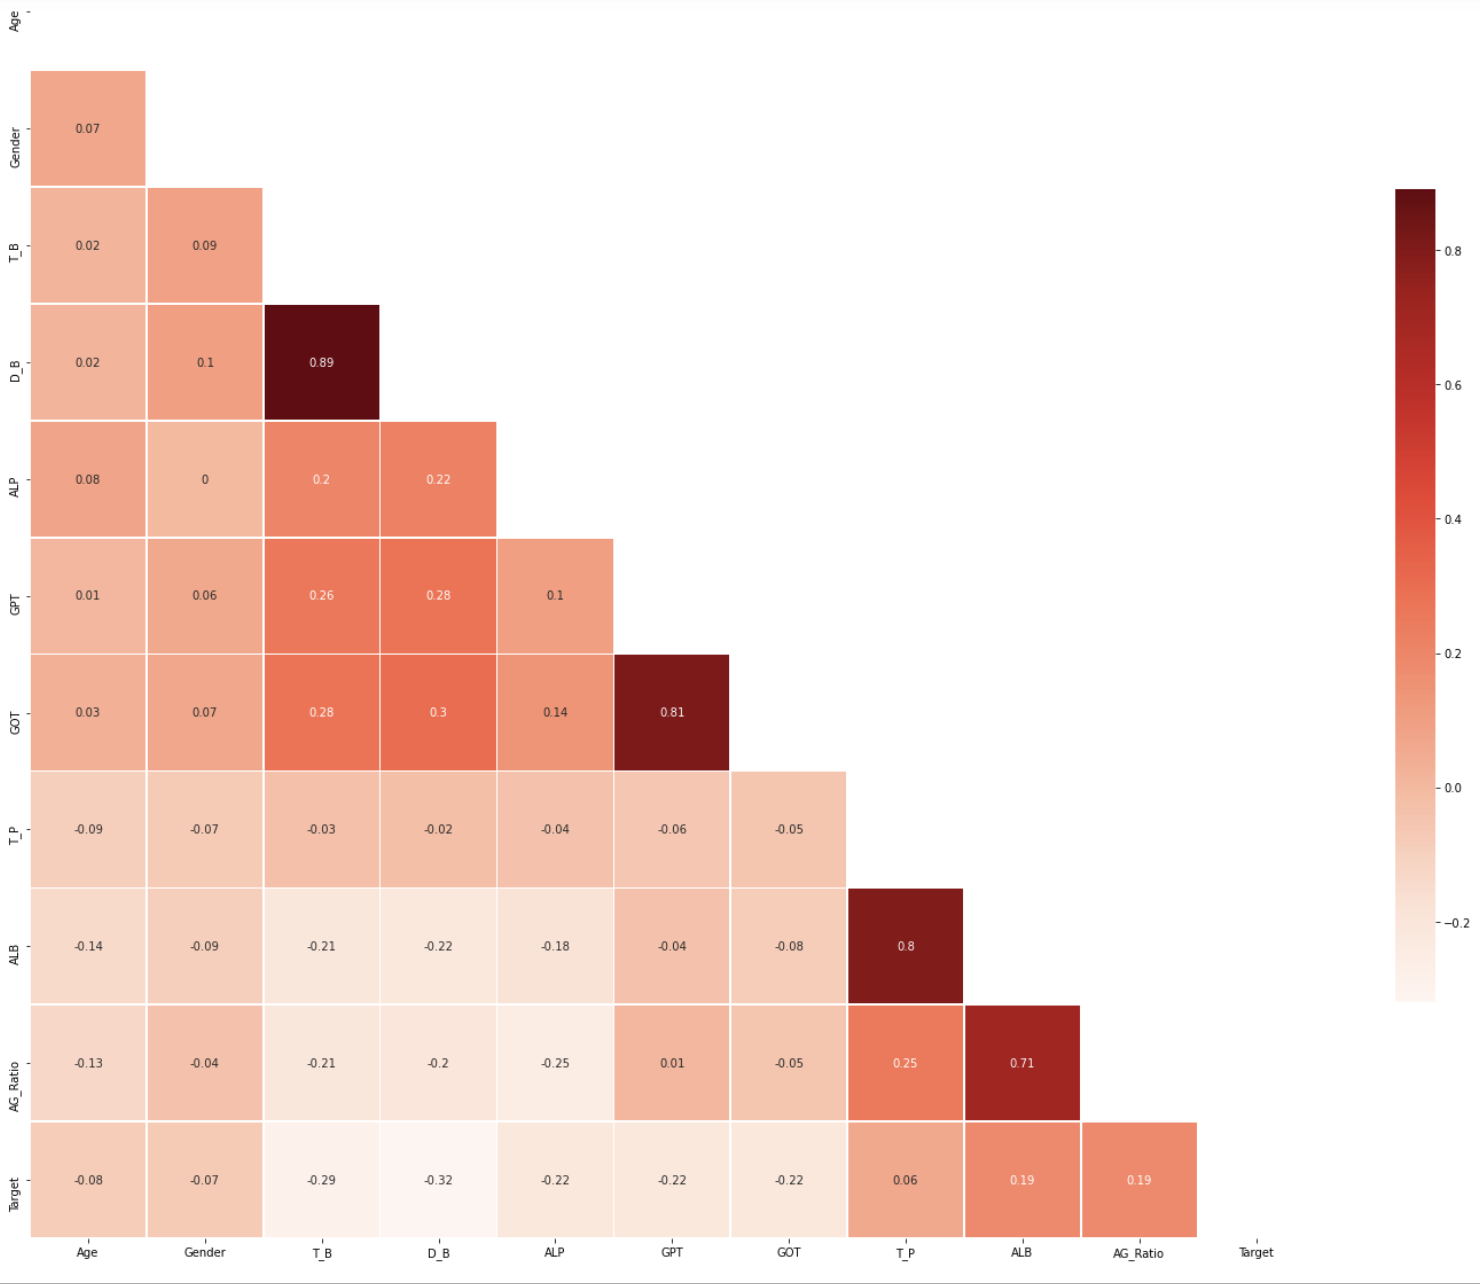 Age
Gender 0.07
T_B 0.02 0.09
0.8
D_B 0.02 0.1 0.89
0.6
ALP 0.08 0 0.2 0.22
0.4
GPT 0.01 0.06 0.26 0.28 0.1
0.2
GOT 0.03 0.07 0.28 0.3 0.14 0.81
0.0
T_P -0.09 -0.07 -0.03 -0.02 -0.04 -0.06 -0.05
−0.2
ALB -0.14 -0.09 -0.21 -0.22 -0.18 -0.04 -0.08 0.8
AG_Ratio -0.13 -0.04 -0.21 -0.2 -0.25 0.01 -0.05 0.25 0.71
Target -0.08 -0.07 -0.29 -0.32 -0.22 -0.22 -0.22 0.06 0.19 0.19
Age Gender T_B D_B ALP GPT GOT T_P ALB AG_Ratio Target